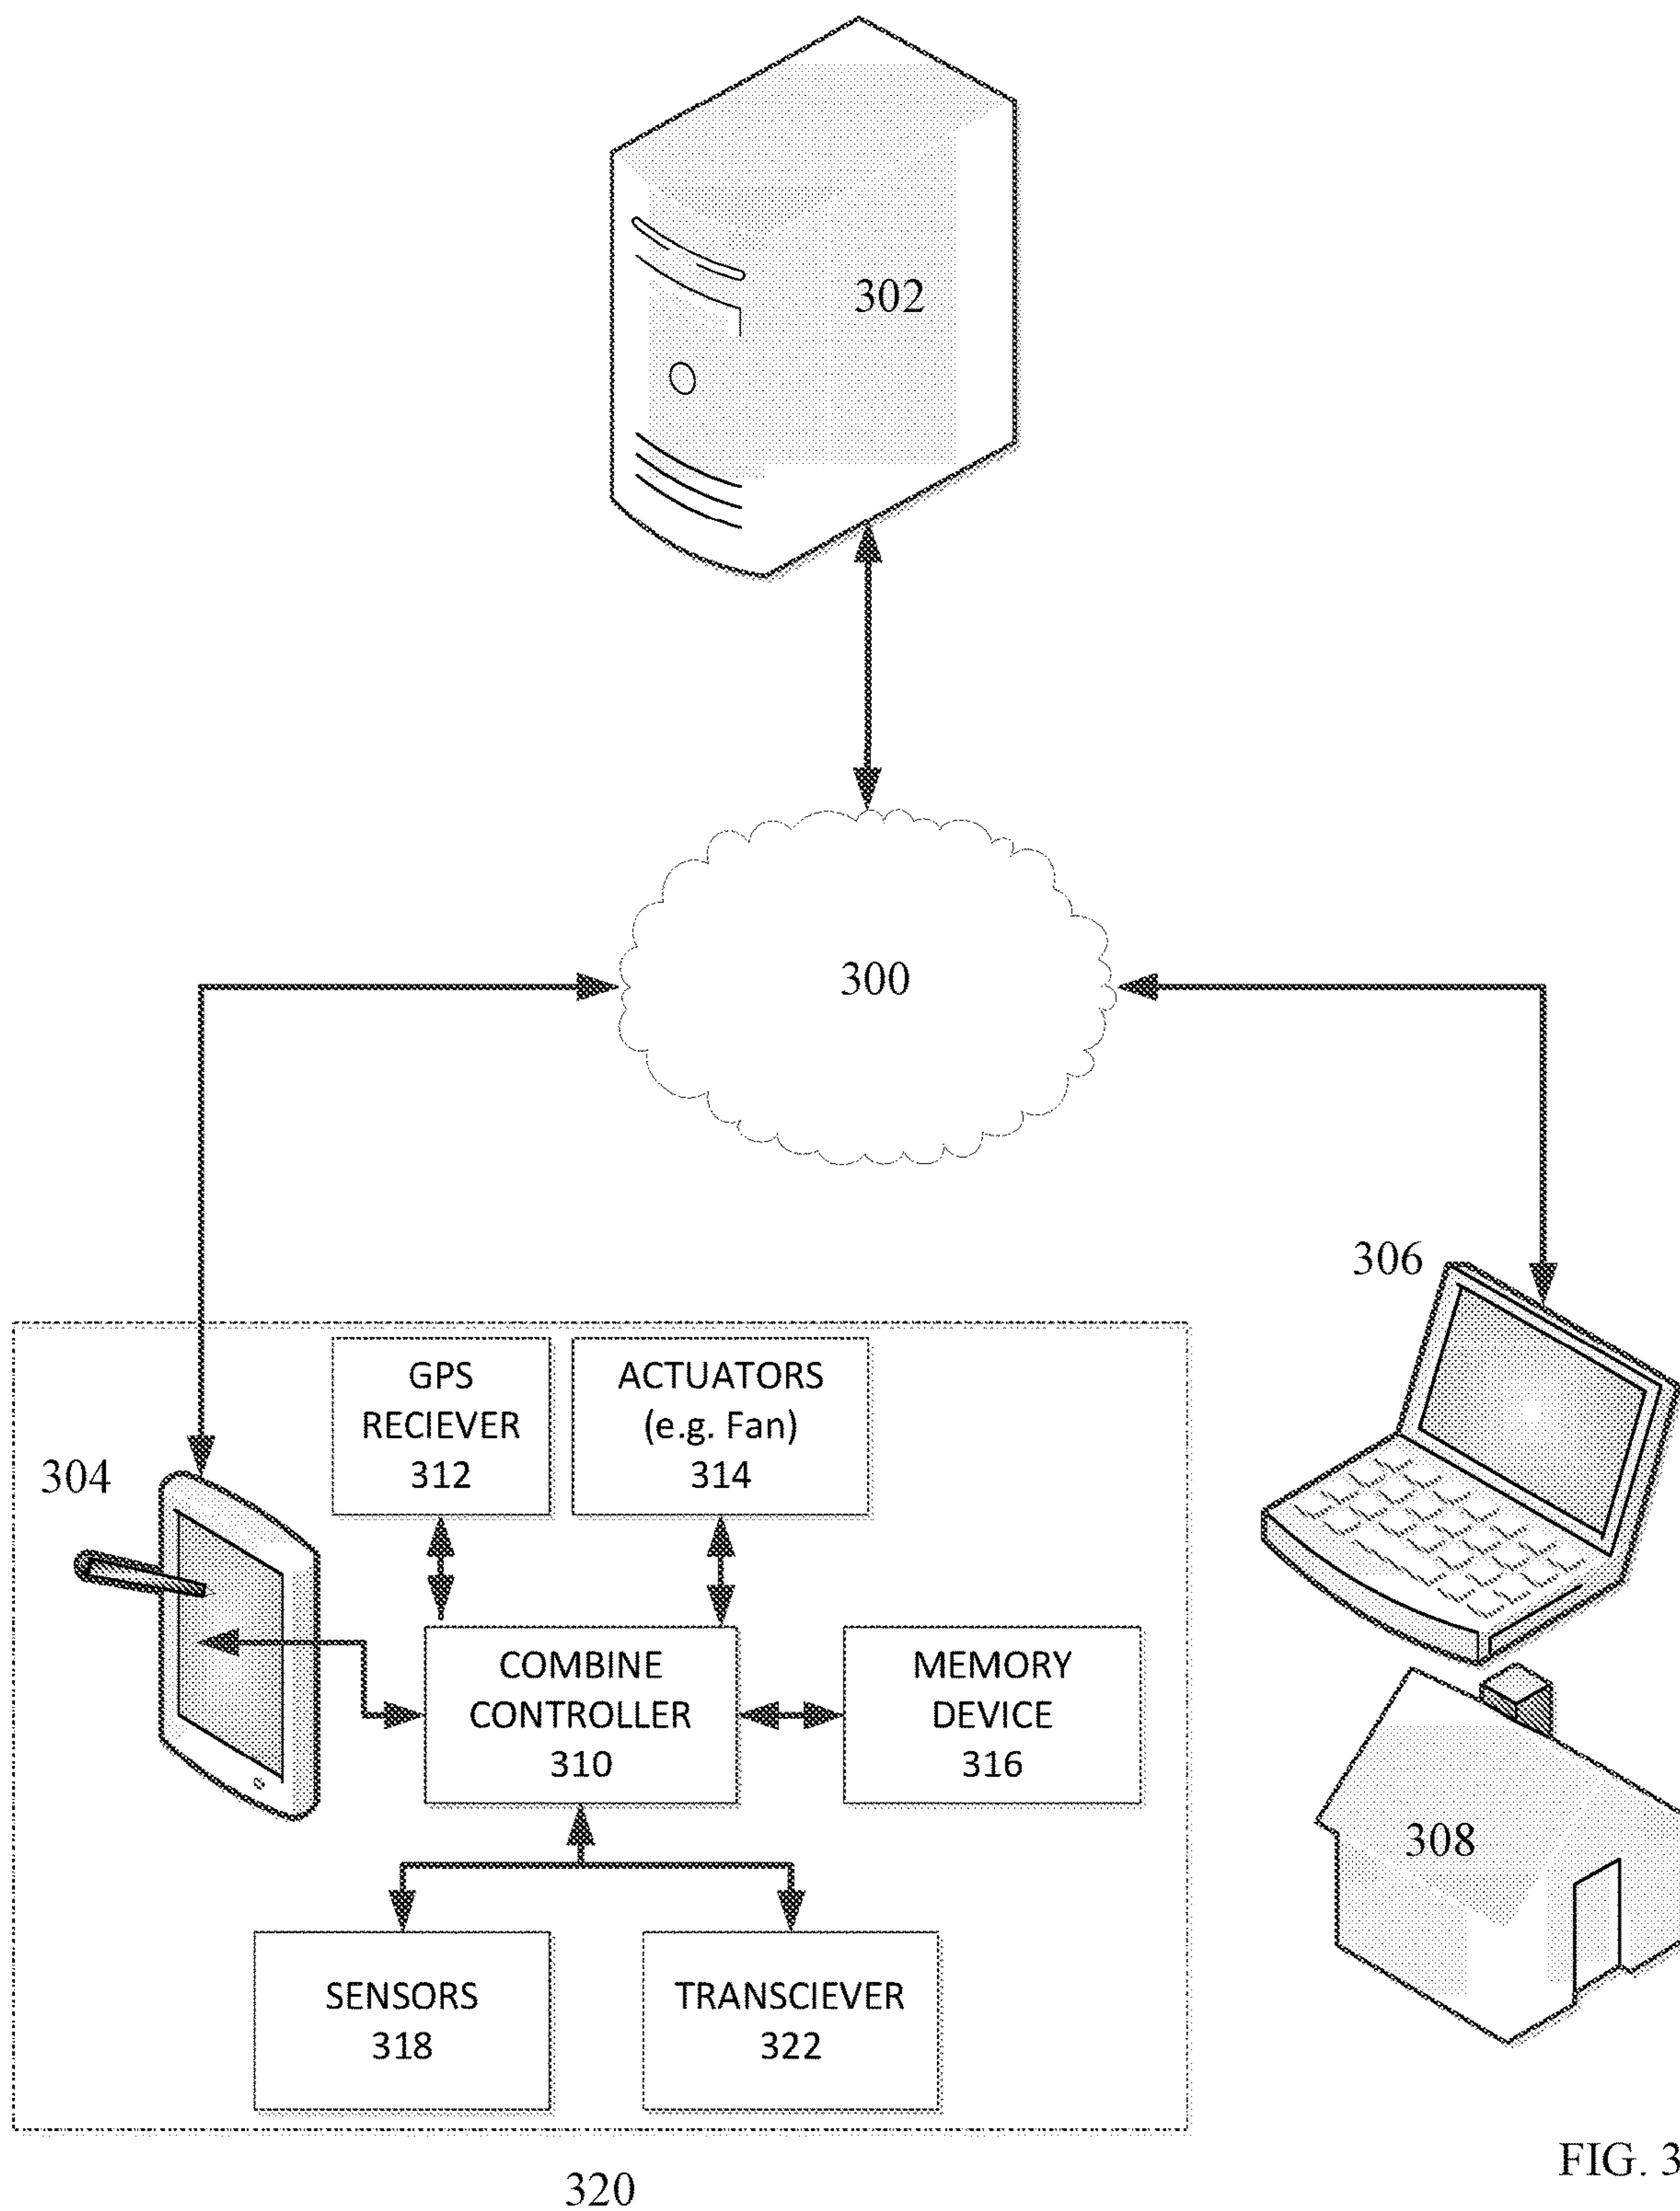 302
300
306
GPS
RECIEVER
312
ACTUATORS
(e.g. Fan)
314
304
COMBINE
CONTROLLER
310
MEMORY
DEVICE
316
308
SENSORS
318
TRANSCIEVER
322
FIG. 3
320